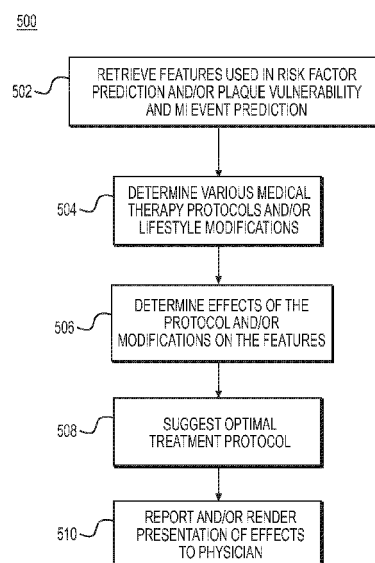 500
502
RETRIEVE FEATURES USED IN RISK FACTOR
PREDICTION AND/OR PLAQUE VULNERABILITY
AND MI EVENT PREDICTION
504
DETERMINE VARIOUS MEDICAL
THERAPY PROTOCOLS AND/OR
LIFESTYLE MODIFICATIONS
506
DETERMINE EFFECTS OF THE
PROTOCOL AND/OR
MODIFICATIONS ON THE FEATURES
508
SUGGEST OPTIMAL
TREATMENT PROTOCOL
510
REPORT AND/OR RENDER
PRESENTATION OF EFFECTS
TO PHYSICIAN